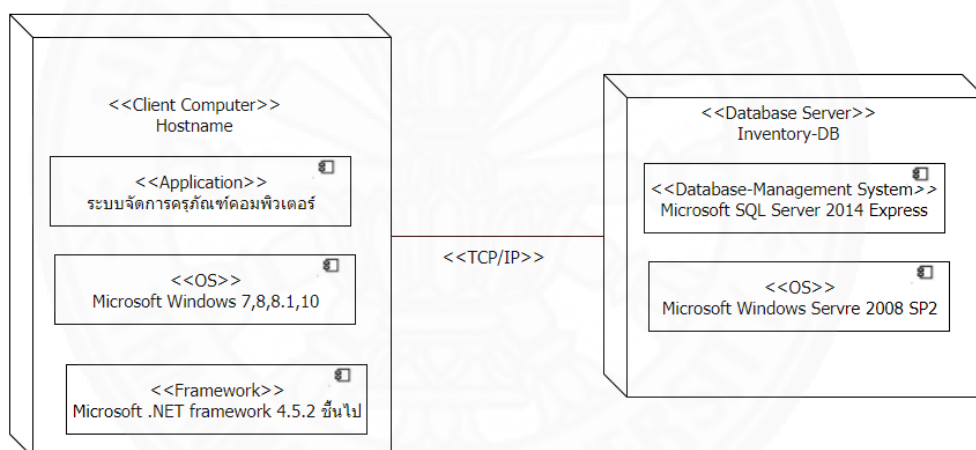 <<Client Computer>>
Hostname
<<Application>>
ระบบจัดการครุภัณฑ์คอมพิวเตอร์
<<OS>>
Microsoft Windows 7,8,8.1,10
<<Framework>>
Microsoft .NET framework 4.5.2 ขึ้นไป
<<TCP/IP>>
<<Database Server>>
Inventory-DB
<<Database-Management System>>
Microsoft SQL Server 2014 Express
<<OS>>
Microsoft Windows Servre 2008 SP2